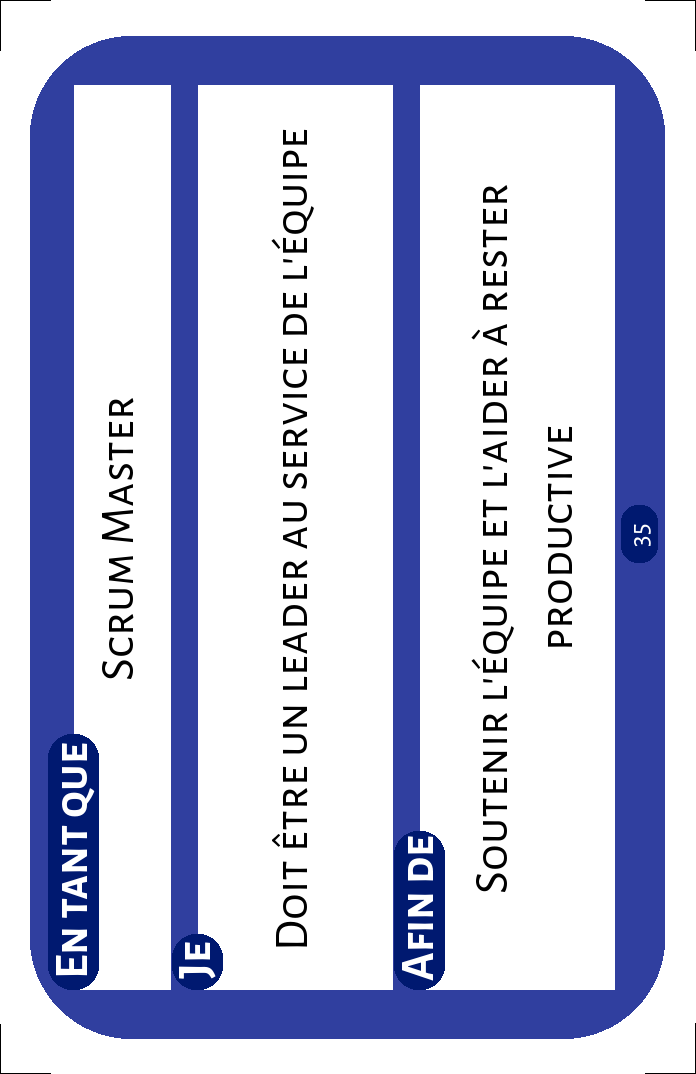 En tant que
Scrum Master
Je
Doit être un leader au service de l'équipe
Afin de
Soutenir l'équipe et l'aider à rester
productive
35